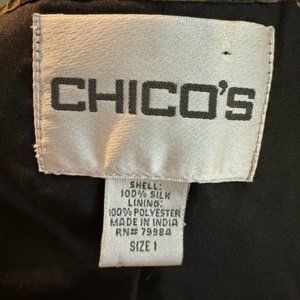 CHICO'S
SHELL:
100% SILK
LINING:
100% POLYESTER
MADE IN INDIA
RN# 79984
SIZE 1